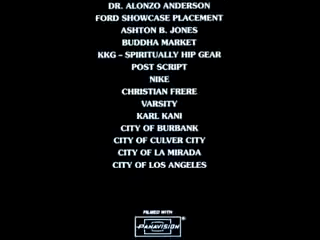 DR. ALONZO ANDERSON
FORD SHOWCASE PLACEMENT
ASHTON B. JONES
BUDDHA MARKET
KKG – SPIRITUALLY HIP GEAR
POST SCRIPT
NIKE
CHRISTIAN FRERE
VARSITY
KARL KANI
CITY OF BURBANK
CITY OF CULVER CITY
CITY OF LA MIRADA
CITY OF LOS ANGELES
FILMED WITH
PANAVISION